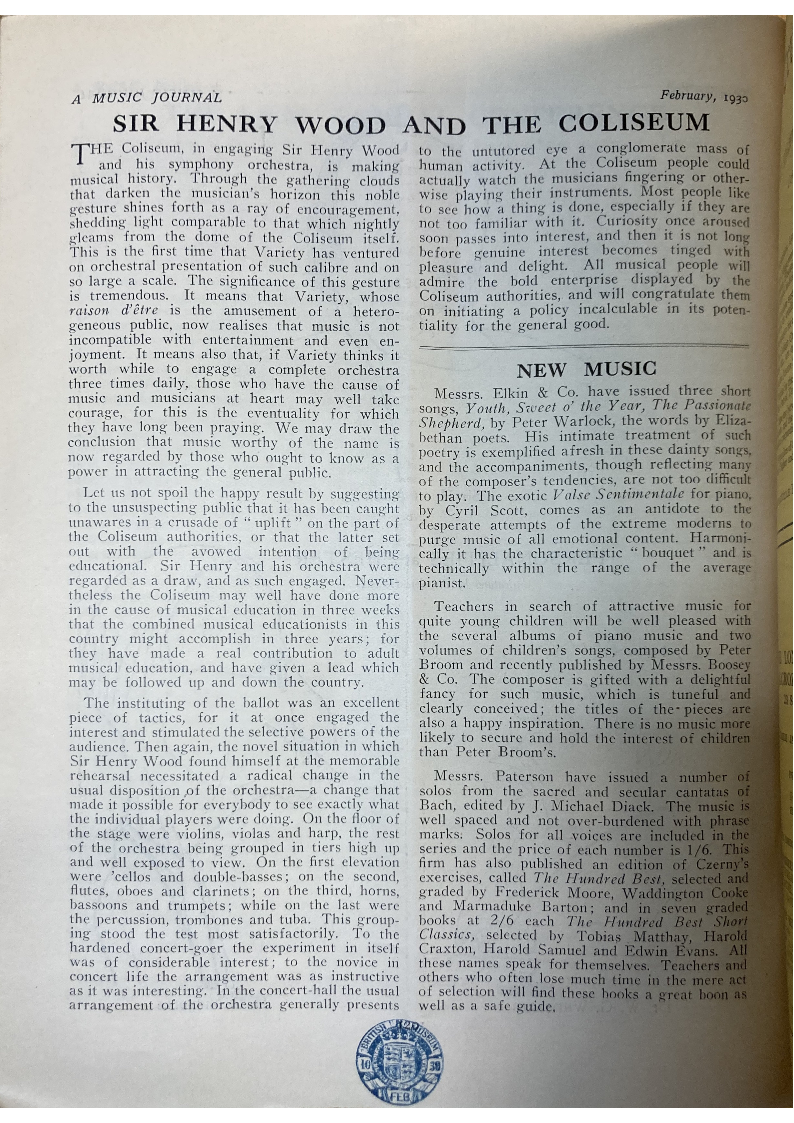 A MUSIC JOURNAL
February, 1930
SIR HENRY WOOD AND THE COLISEUM
THE Coliseum, in engaging Sir Henry Wood
and his symphony orchestra, is making
musical history. Through the gathering clouds
that darken the musician's horizon this noble
gesture shines forth as a ray of encouragement,
shedding light comparable to that which nightly
gleams from the dome of the Coliseum itself.
This is the first time that Variety has ventured
on orchestral presentation of such calibre and on
so large a scale. The significance of this gesture
is tremendous. It means that Variety, whose
raison d'être is the amusement of a hetero-
geneous public, now realises that music is not
incompatible with entertainment and even en-
joyment. It means also that, if Variety thinks it
worth while to engage a complete orchestra
three times daily, those who have the cause of
music and musicians at heart may well take
courage, for this is the eventuality for which
they have long been praying. We may draw the
conclusion that music worthy of the name is
now regarded by those who ought to know as a
power in attracting the general public.
Let us not spoil the happy result by suggesting
to the unsuspecting public that it has been caught
unawares in a crusade of "uplift" on the part of
the Coliseum authorities, or that the latter set
out with the avowed intention of being
educational. Sir Henry and his orchestra were
regarded as a draw, and as such engaged. Never-
theless the Coliseum may well have done more
in the cause of musical education in three weeks
that the combined musical educationists in this
country might accomplish in three years; for
they have made a real contribution to adult
musical education, and have given a lead which
may be followed up and down the country.
The instituting of the ballot was an excellent
piece of tactics, for it at once engaged the
interest and stimulated the selective powers of the
audience. Then again, the novel situation in which
Sir Henry Wood found himself at the memorable
rehearsal necessitated a radical change in the
usual disposition of the orchestra—a change that
made it possible for everybody to see exactly what
the individual players were doing. On the floor of
the stage were violins, violas and harp, the rest
of the orchestra being grouped in tiers high up
and well exposed to view. On the first elevation
were 'cellos and double-basses; on the second,
flutes, oboes and clarinets; on the third, horns,
bassoons and trumpets; while on the last were
the percussion, trombones and tuba. This group-
ing stood the test most satisfactorily. To the
hardened concert-goer the experiment in itself
was of considerable interest; to the novice in
concert life the arrangement was as instructive
as it was interesting. In the concert-hall the usual
arrangement of the orchestra generally presents
to the untutored eye a conglomerate mass of
human activity. At the Coliseum people could
actually watch the musicians fingering or other-
wise playing their instruments. Most people like
to see how a thing is done, especially if they are
not too familiar with it. Curiosity once aroused
soon passes into interest, and then it is not long
before genuine interest becomes tinged with
pleasure and delight. All musical people will
admire the bold enterprise displayed by the
Coliseum authorities, and will congratulate them
on initiating a policy incalculable in its poten-
tiality for the general good.
NEW MUSIC
Messrs. Elkin & Co. have issued three short
songs, Youth, Sweet o' the Year, The Passionate
Shepherd, by Peter Warlock, the words by Eliza-
bethan poets. His intimate treatment of such
poetry is exemplified afresh in these dainty songs,
and the accompaniments, though reflecting many
of the composer's tendencies, are not too difficult
to play. The exotic Valse Sentimentale for piano,
by Cyril Scott, comes as an antidote to the
desperate attempts of the extreme moderns to
purge music of all emotional content. Harmoni-
cally it has the characteristic "bouquet" and is
technically within the range of the average
pianist.
Teachers in search of attractive music for
quite young children will be well pleased with
the several albums of piano music and two
volumes of children's songs, composed by Peter
Broom and recently published by Messrs. Boosey
& Co. The composer is gifted with a delightful
fancy for such music, which is tuneful and
clearly conceived; the titles of the pieces are
also a happy inspiration. There is no music more
likely to secure and hold the interest of children
than Peter Broom's.
Messrs. Paterson have issued a number of
solos from the sacred and secular cantatas of
Bach, edited by J. Michael Diack. The music is
well spaced and not over-burdened with phrase
marks. Solos for all voices are included in the
series and the price of each number is 1/6. This
firm has also published an edition of Czerny's
exercises, called The Hundred Best, selected and
graded by Frederick Moore, Waddington Cooke
and Marmaduke Barton; and in seven graded
books at 2/6 each The Hundred Best Short
Classics, selected by Tobias Matthay, Harold
Craxton, Harold Samuel and Edwin Evans. All
these names speak for themselves. Teachers and
others who often lose much time in the mere act
of selection will find these books a great boon as
well as a safe guide.
BRITISH MUSEUM
10 38
FEB.